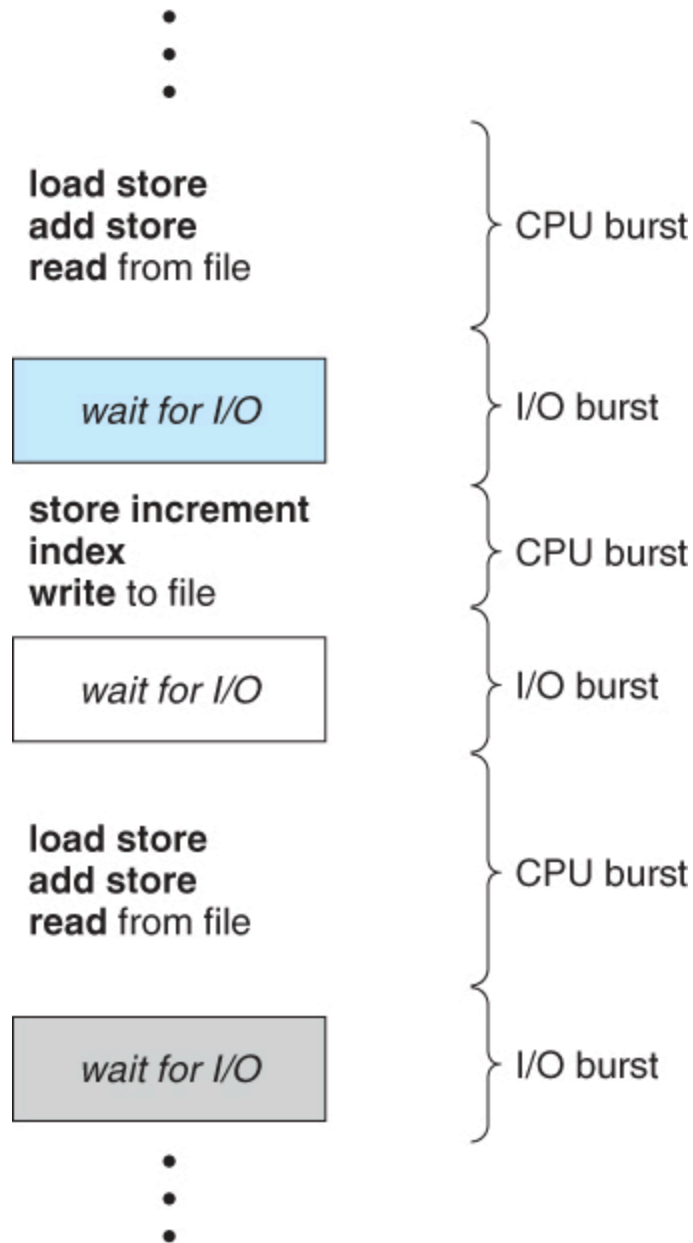 load store
add store
read from file
CPU burst
wait for I/O
I/O burst
store increment
index
write to file
CPU burst
wait for I/O
I/O burst
load store
add store
read from file
CPU burst
wait for I/O
I/O burst